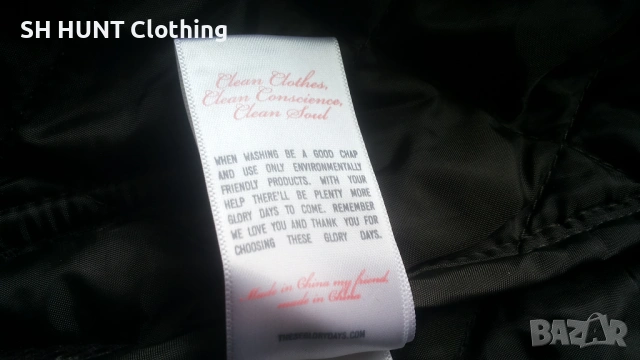 SH HUNT Clothing
Clean Clothes,
Clean Conscience,
Clean Soul
WHEN WASHING BE A GOOD CHAP
AND USE ONLY ENVIRONMENTALLY
FRIENDLY PRODUCTS. WITH YOUR
HELP THERE'LL BE PLENTY MORE
GLORY DAYS TO COME. REMEMBER
WE LOVE YOU AND THANK YOU FOR
CHOOSING THESE GLORY DAYS.
Made in China my friend,
made in China
BAZAR